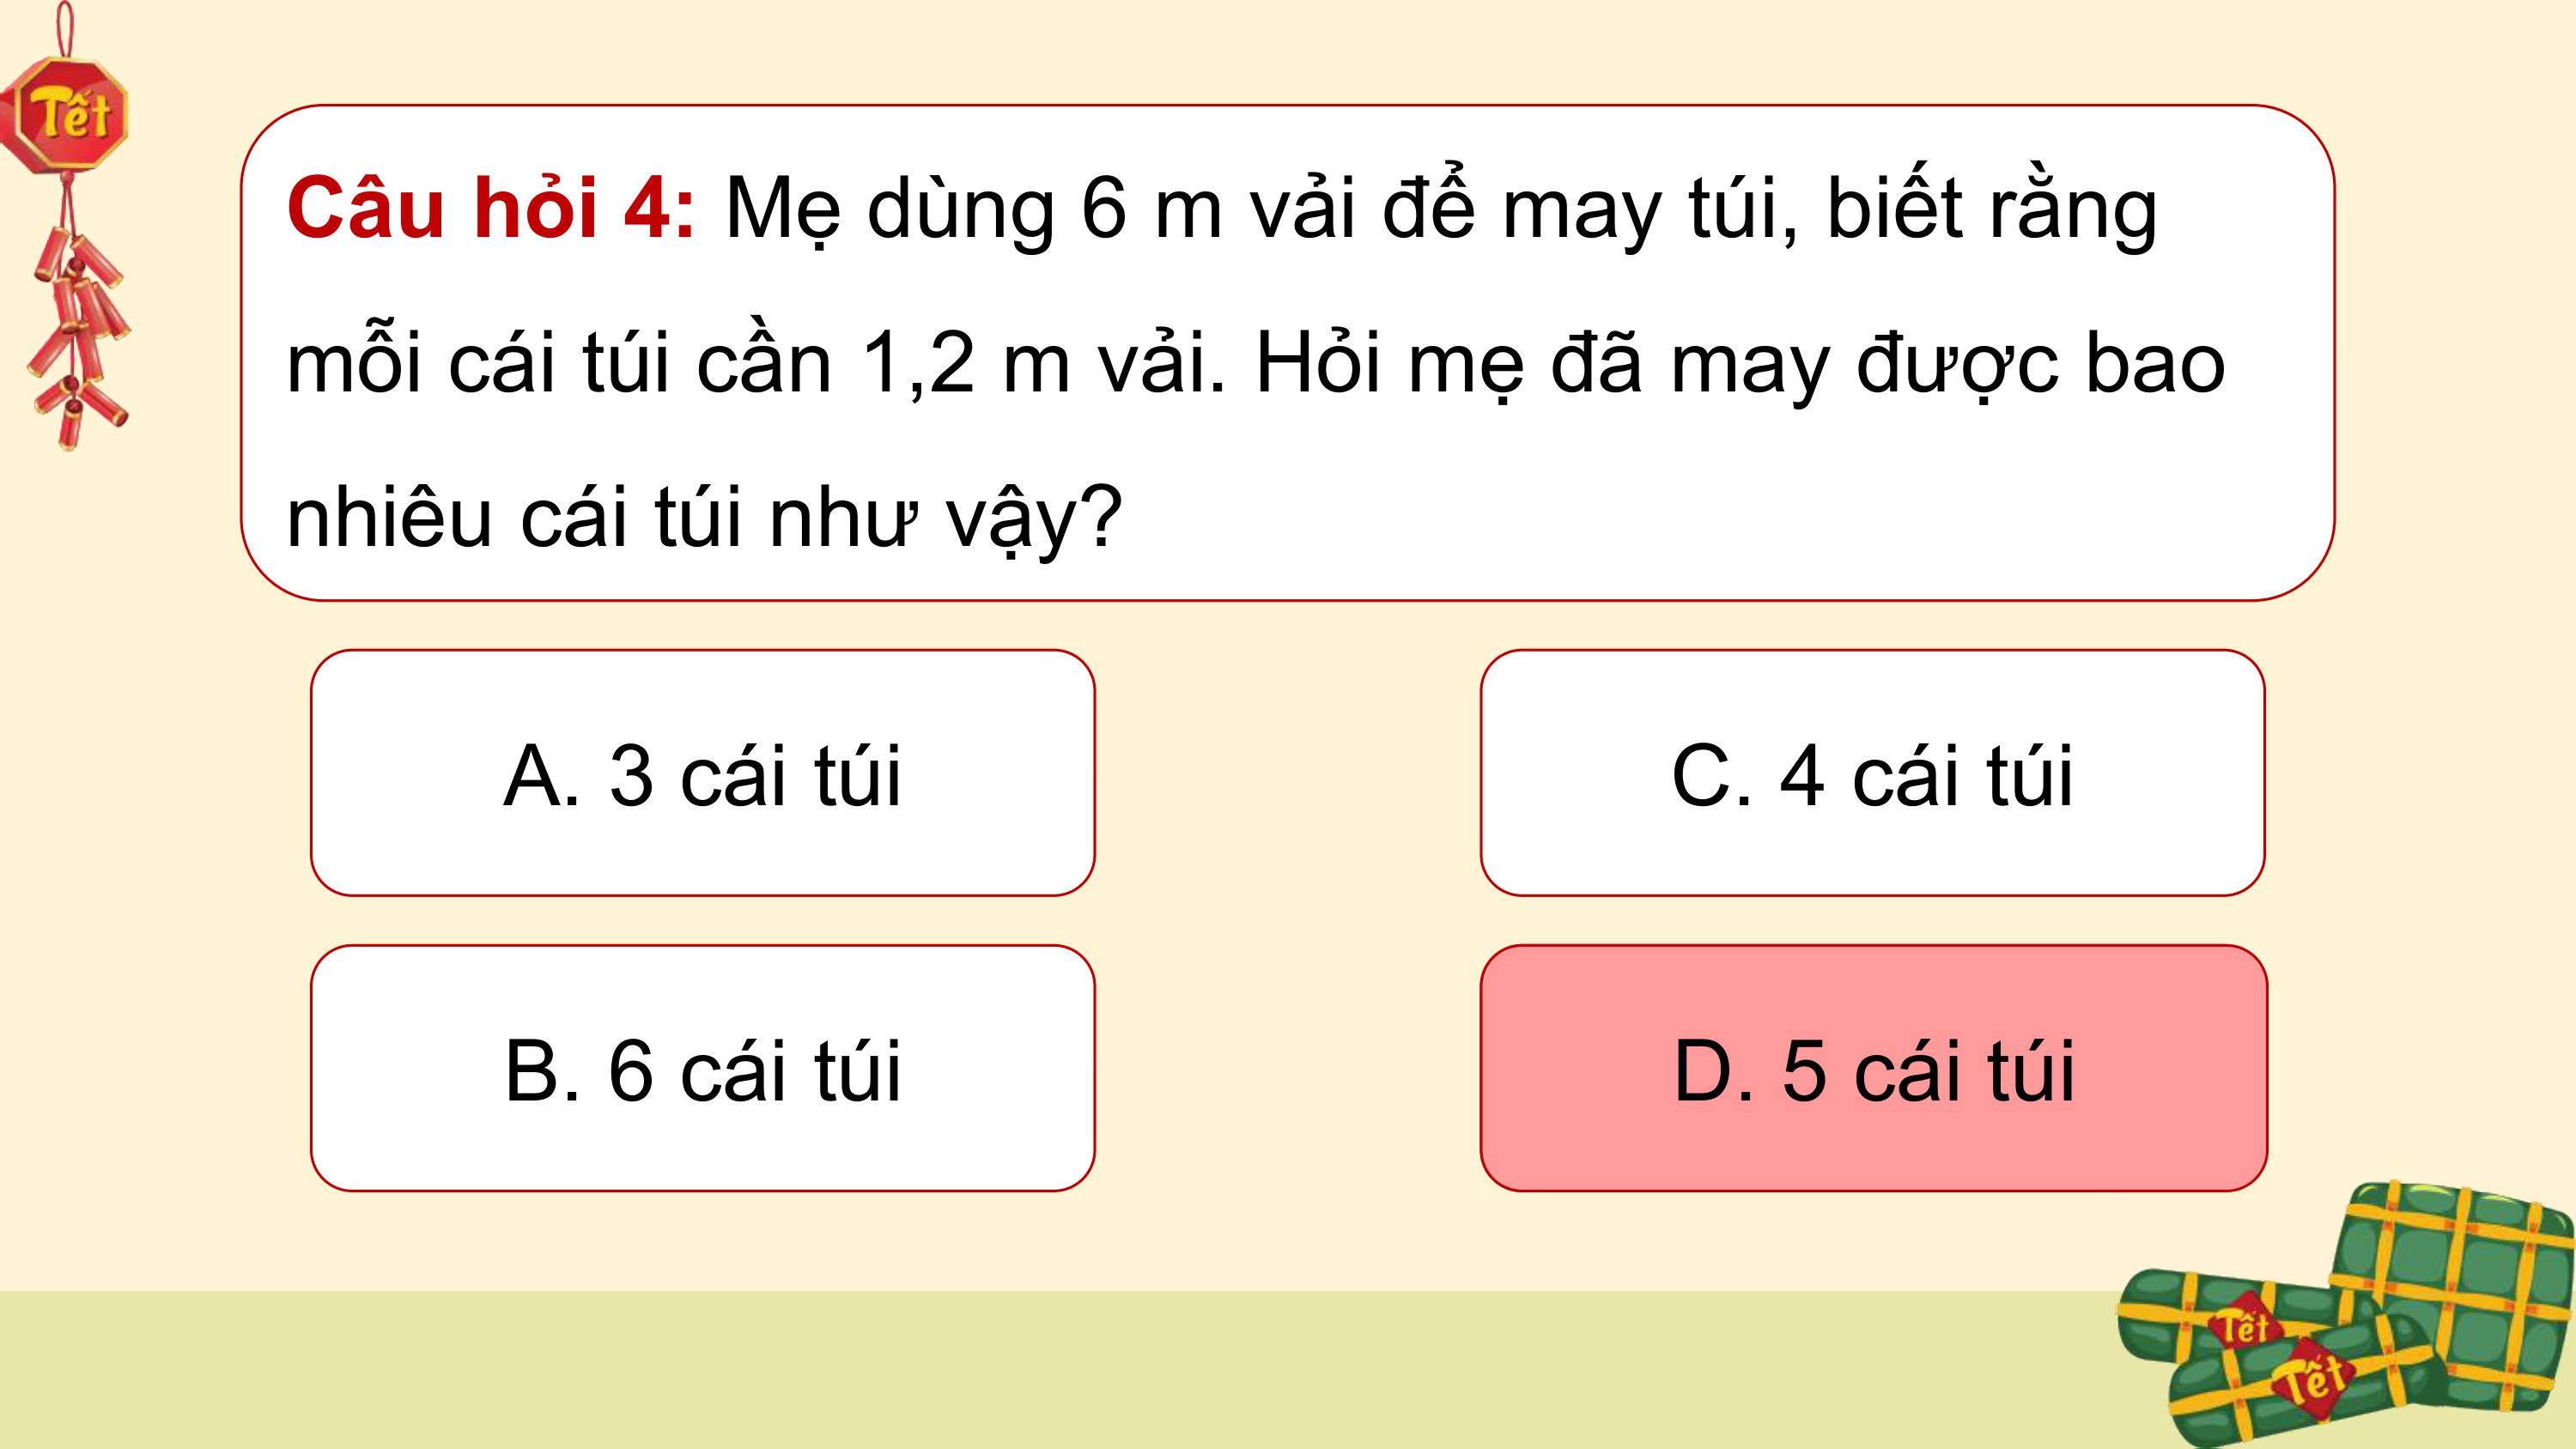 Tết
Câu hỏi 4: Mẹ dùng 6 m vải để may túi, biết rằng
mỗi cái túi cần 1,2 m vải. Hỏi mẹ đã may được bao
nhiêu cái túi như vậy?
A. 3 cái túi
C. 4 cái túi
B. 6 cái túi
D. 5 cái túi
Tết
Tết